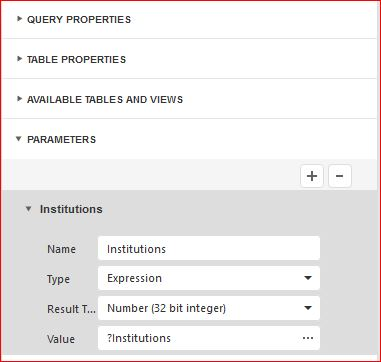 QUERY PROPERTIES
TABLE PROPERTIES
AVAILABLE TABLES AND VIEWS
PARAMETERS
+ -
Institutions
Name Institutions
Type Expression
Result T... Number (32 bit integer)
Value ?Institutions ...